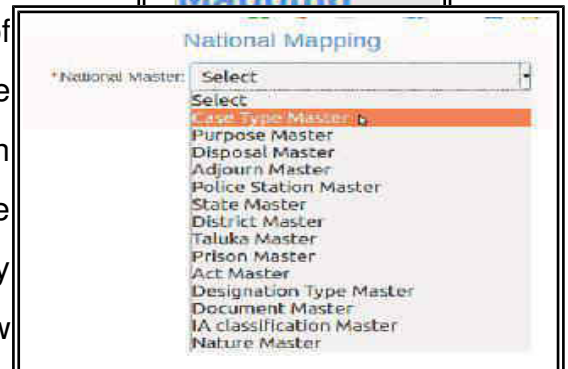 Mapping
of
National Mapping
*National Master: Select
Select
Case Type Master
Purpose Master
Disposal Master
Adjourn Master
Police Station Master
State Master
District Master
Taluka Master
Prison Master
Act Master
Designation Type Master
Document Master
IA classification Master
Nature Master